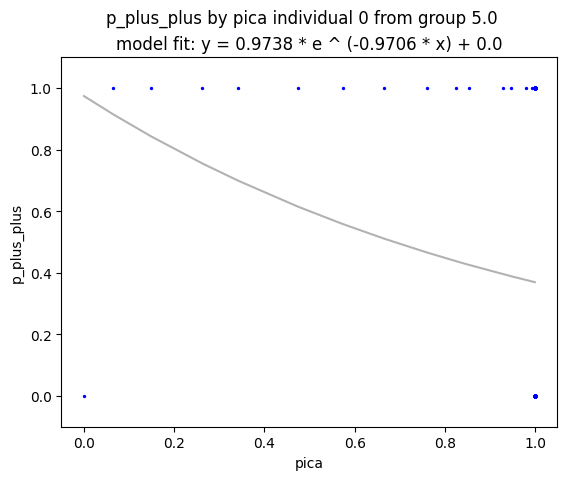 p_plus_plus by pica individual 0 from group 5.0
model fit: y = 0.9738 * e ^ (-0.9706 * x) + 0.0
1.0
0.8
0.6
0.4
0.2
0.0
p_plus_plus
0.0 0.2 0.4 0.6 0.8 1.0
pica